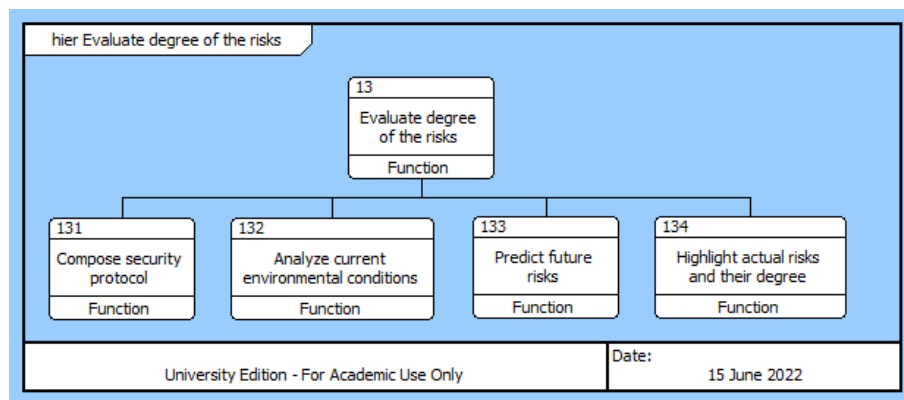 hier Evaluate degree of the risks
13
Evaluate degree
of the risks
Function
131
Compose security
protocol
Function
132
Analyze current
environmental conditions
Function
133
Predict future
risks
Function
134
Highlight actual risks
and their degree
Function
University Edition - For Academic Use Only
Date:
15 June 2022